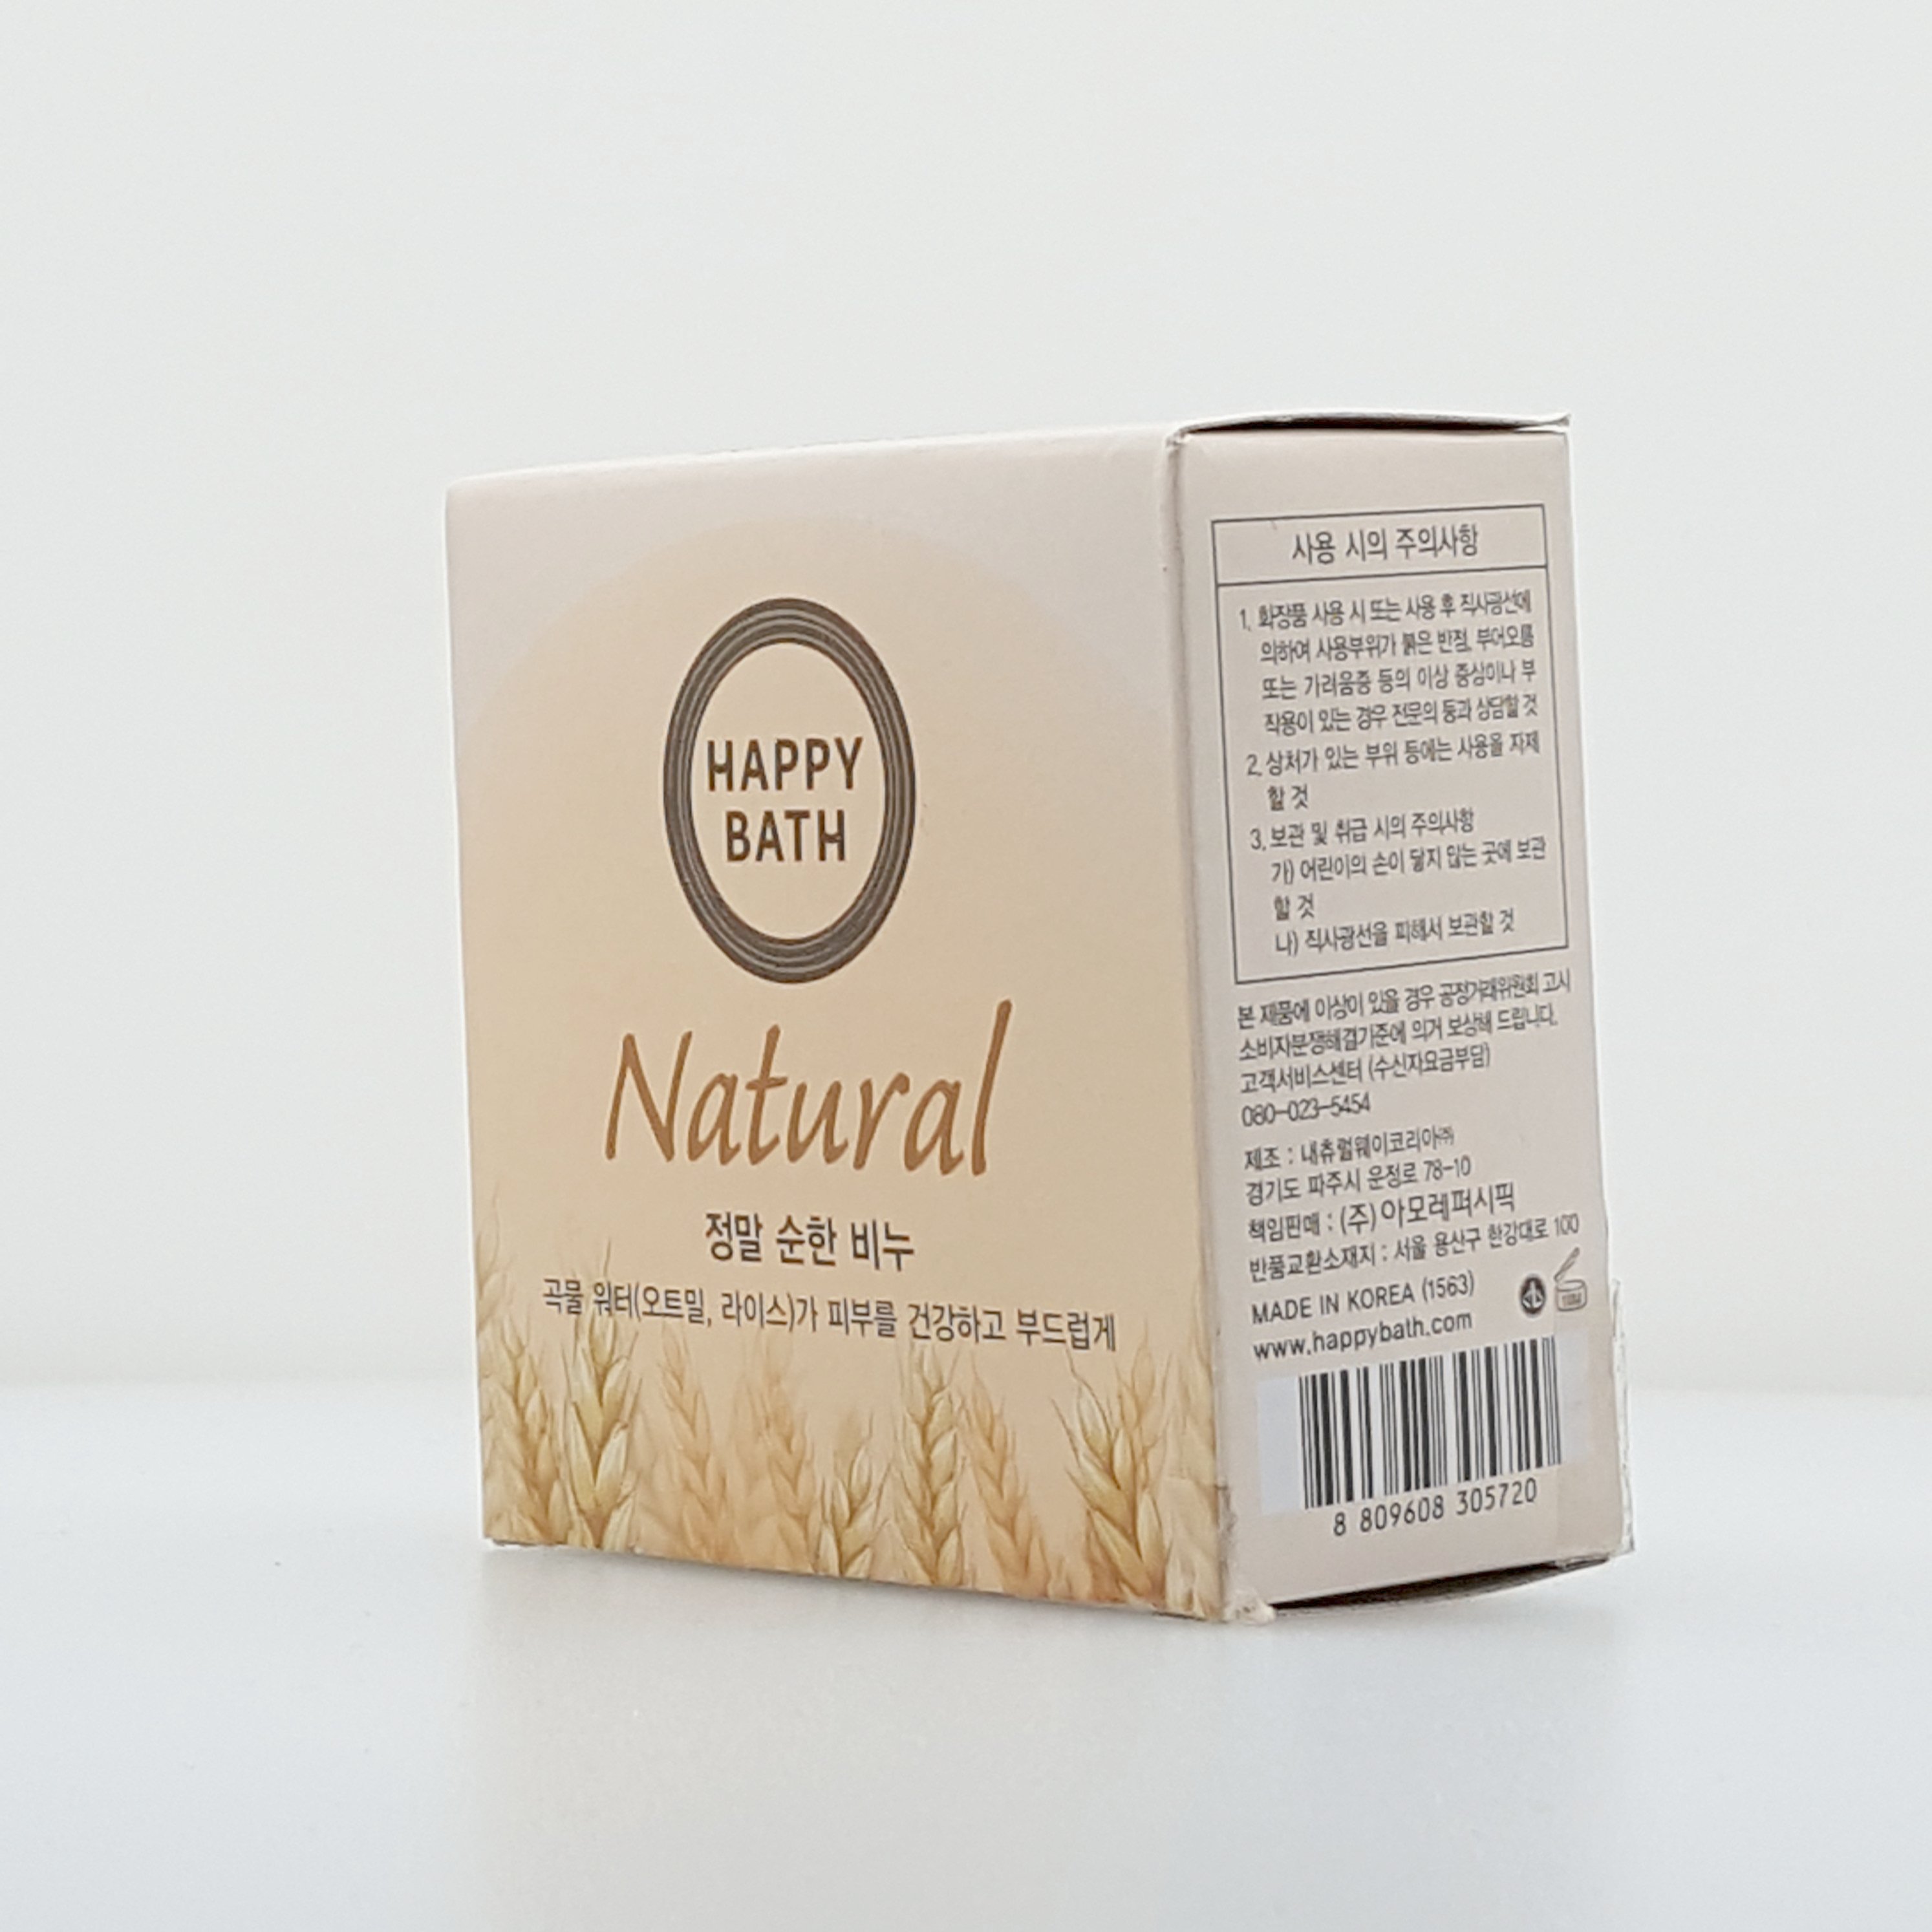 HAPPY
BATH
Natural
정말 순한 비누
곡물 워터(오트밀, 라이스)가 피부를 건강하고 부드럽게
사용 시의 주의사항
1. 화장품 사용 시 또는 사용 후 직사광선에
의하여 사용부위가 붉은 반점, 부어오름
또는 가려움증 등의 이상 증상이나 부
작용이 있는 경우 전문의 등과 상담할 것
2. 상처가 있는 부위 등에는 사용을 자제
할 것
3. 보관 및 취급 시의 주의사항
가) 어린이의 손이 닿지 않는 곳에 보관
할 것
나) 직사광선을 피해서 보관할 것
본 제품에 이상이 있을 경우 공정거래위원회 고시
소비자분쟁해결기준에 의거 보상해 드립니다.
고객서비스센터 (수신자요금부담)
080-023-5454
제조 : 내츄럴웨이코리아㈜
경기도 파주시 운정로 78-10
책임판매 : (주)아모레퍼시픽
반품교환소재지 : 서울 용산구 한강대로 100
MADE IN KOREA (1563)
www.happybath.com
8 809608 305720